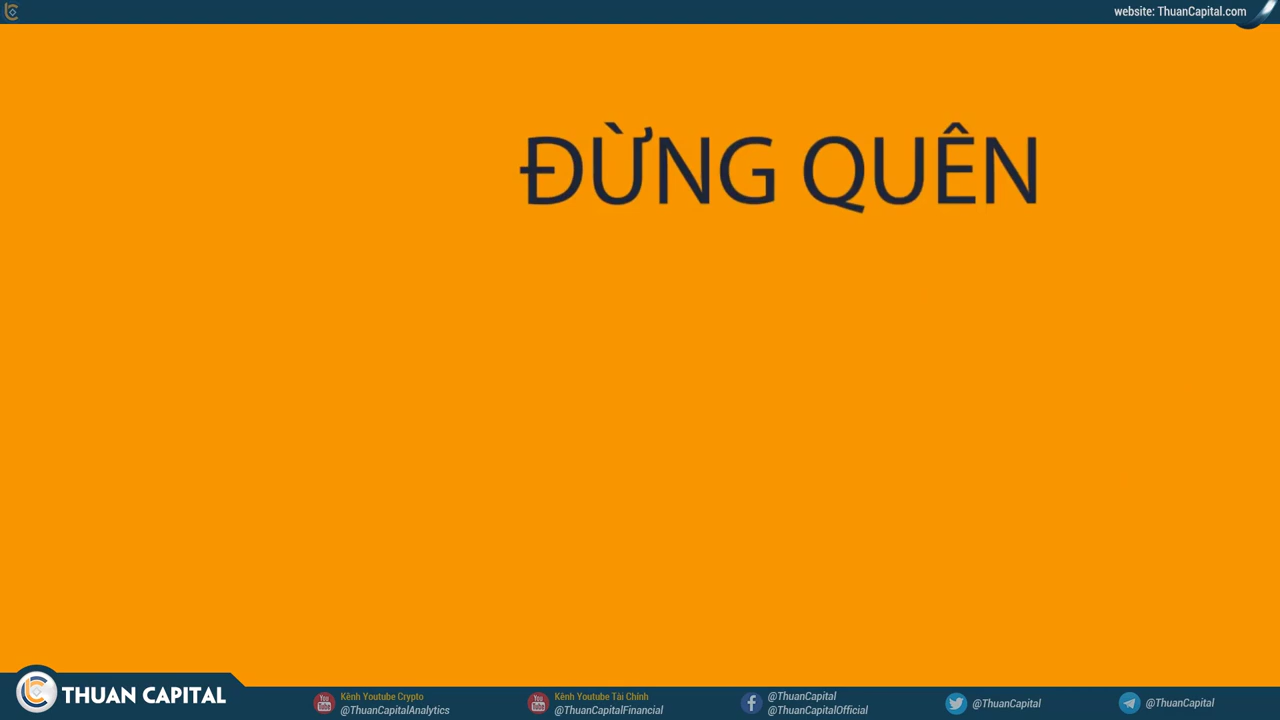 website: ThuanCapital.com
ĐỪNG QUÊN
THUAN CAPITAL
Kênh Youtube Crypto
@ThuanCapitalAnalytics
Kênh Youtube Tài Chính
@ThuanCapitalFinancial
@ThuanCapital
@ThuanCapitalOfficial
@ThuanCapital
@ThuanCapital